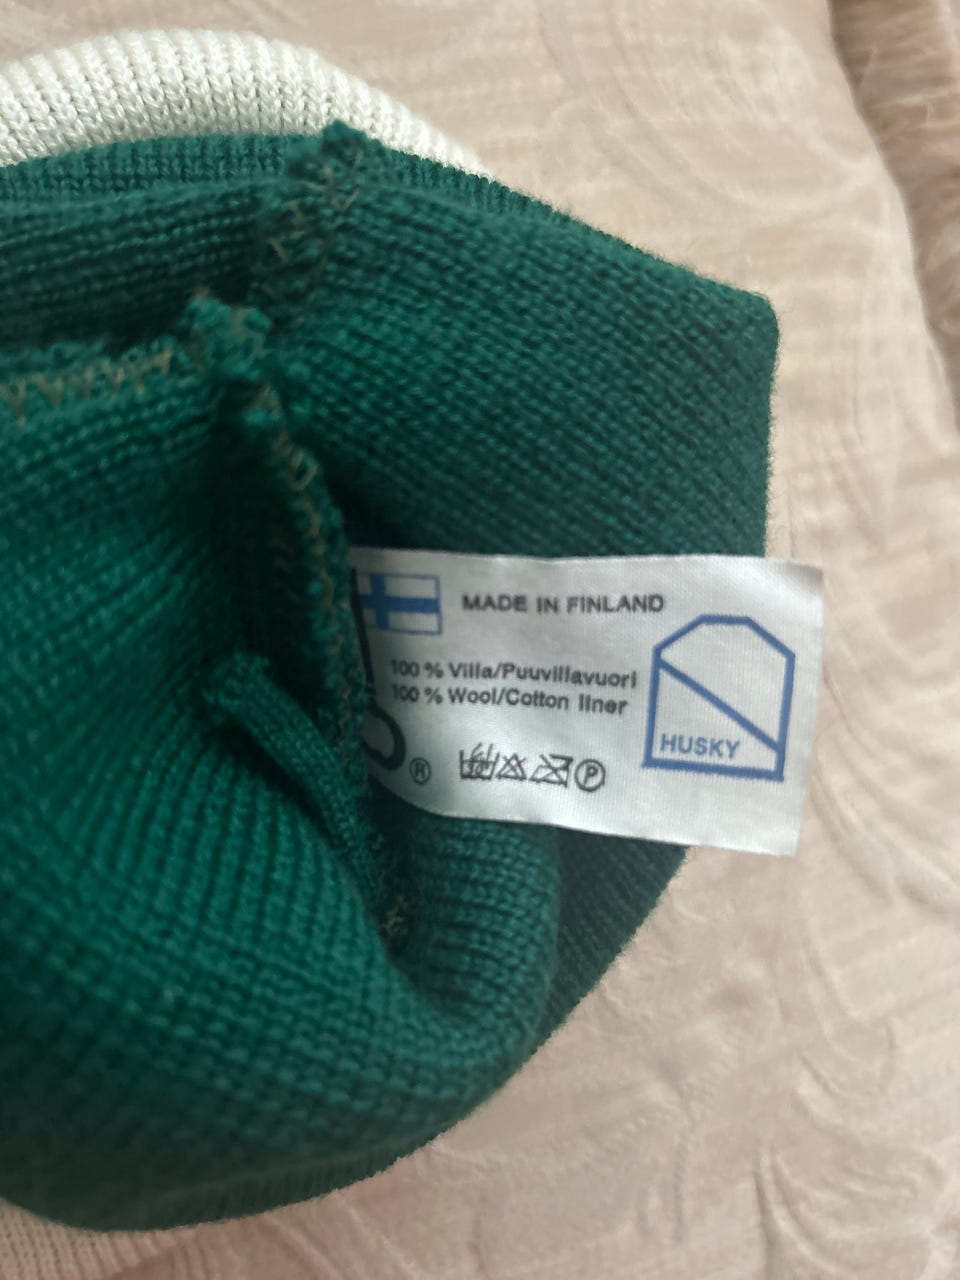 MADE IN FINLAND
100 % Villa/Puuvillavuori
100 % Wool/Cotton liner
HUSKY
® P